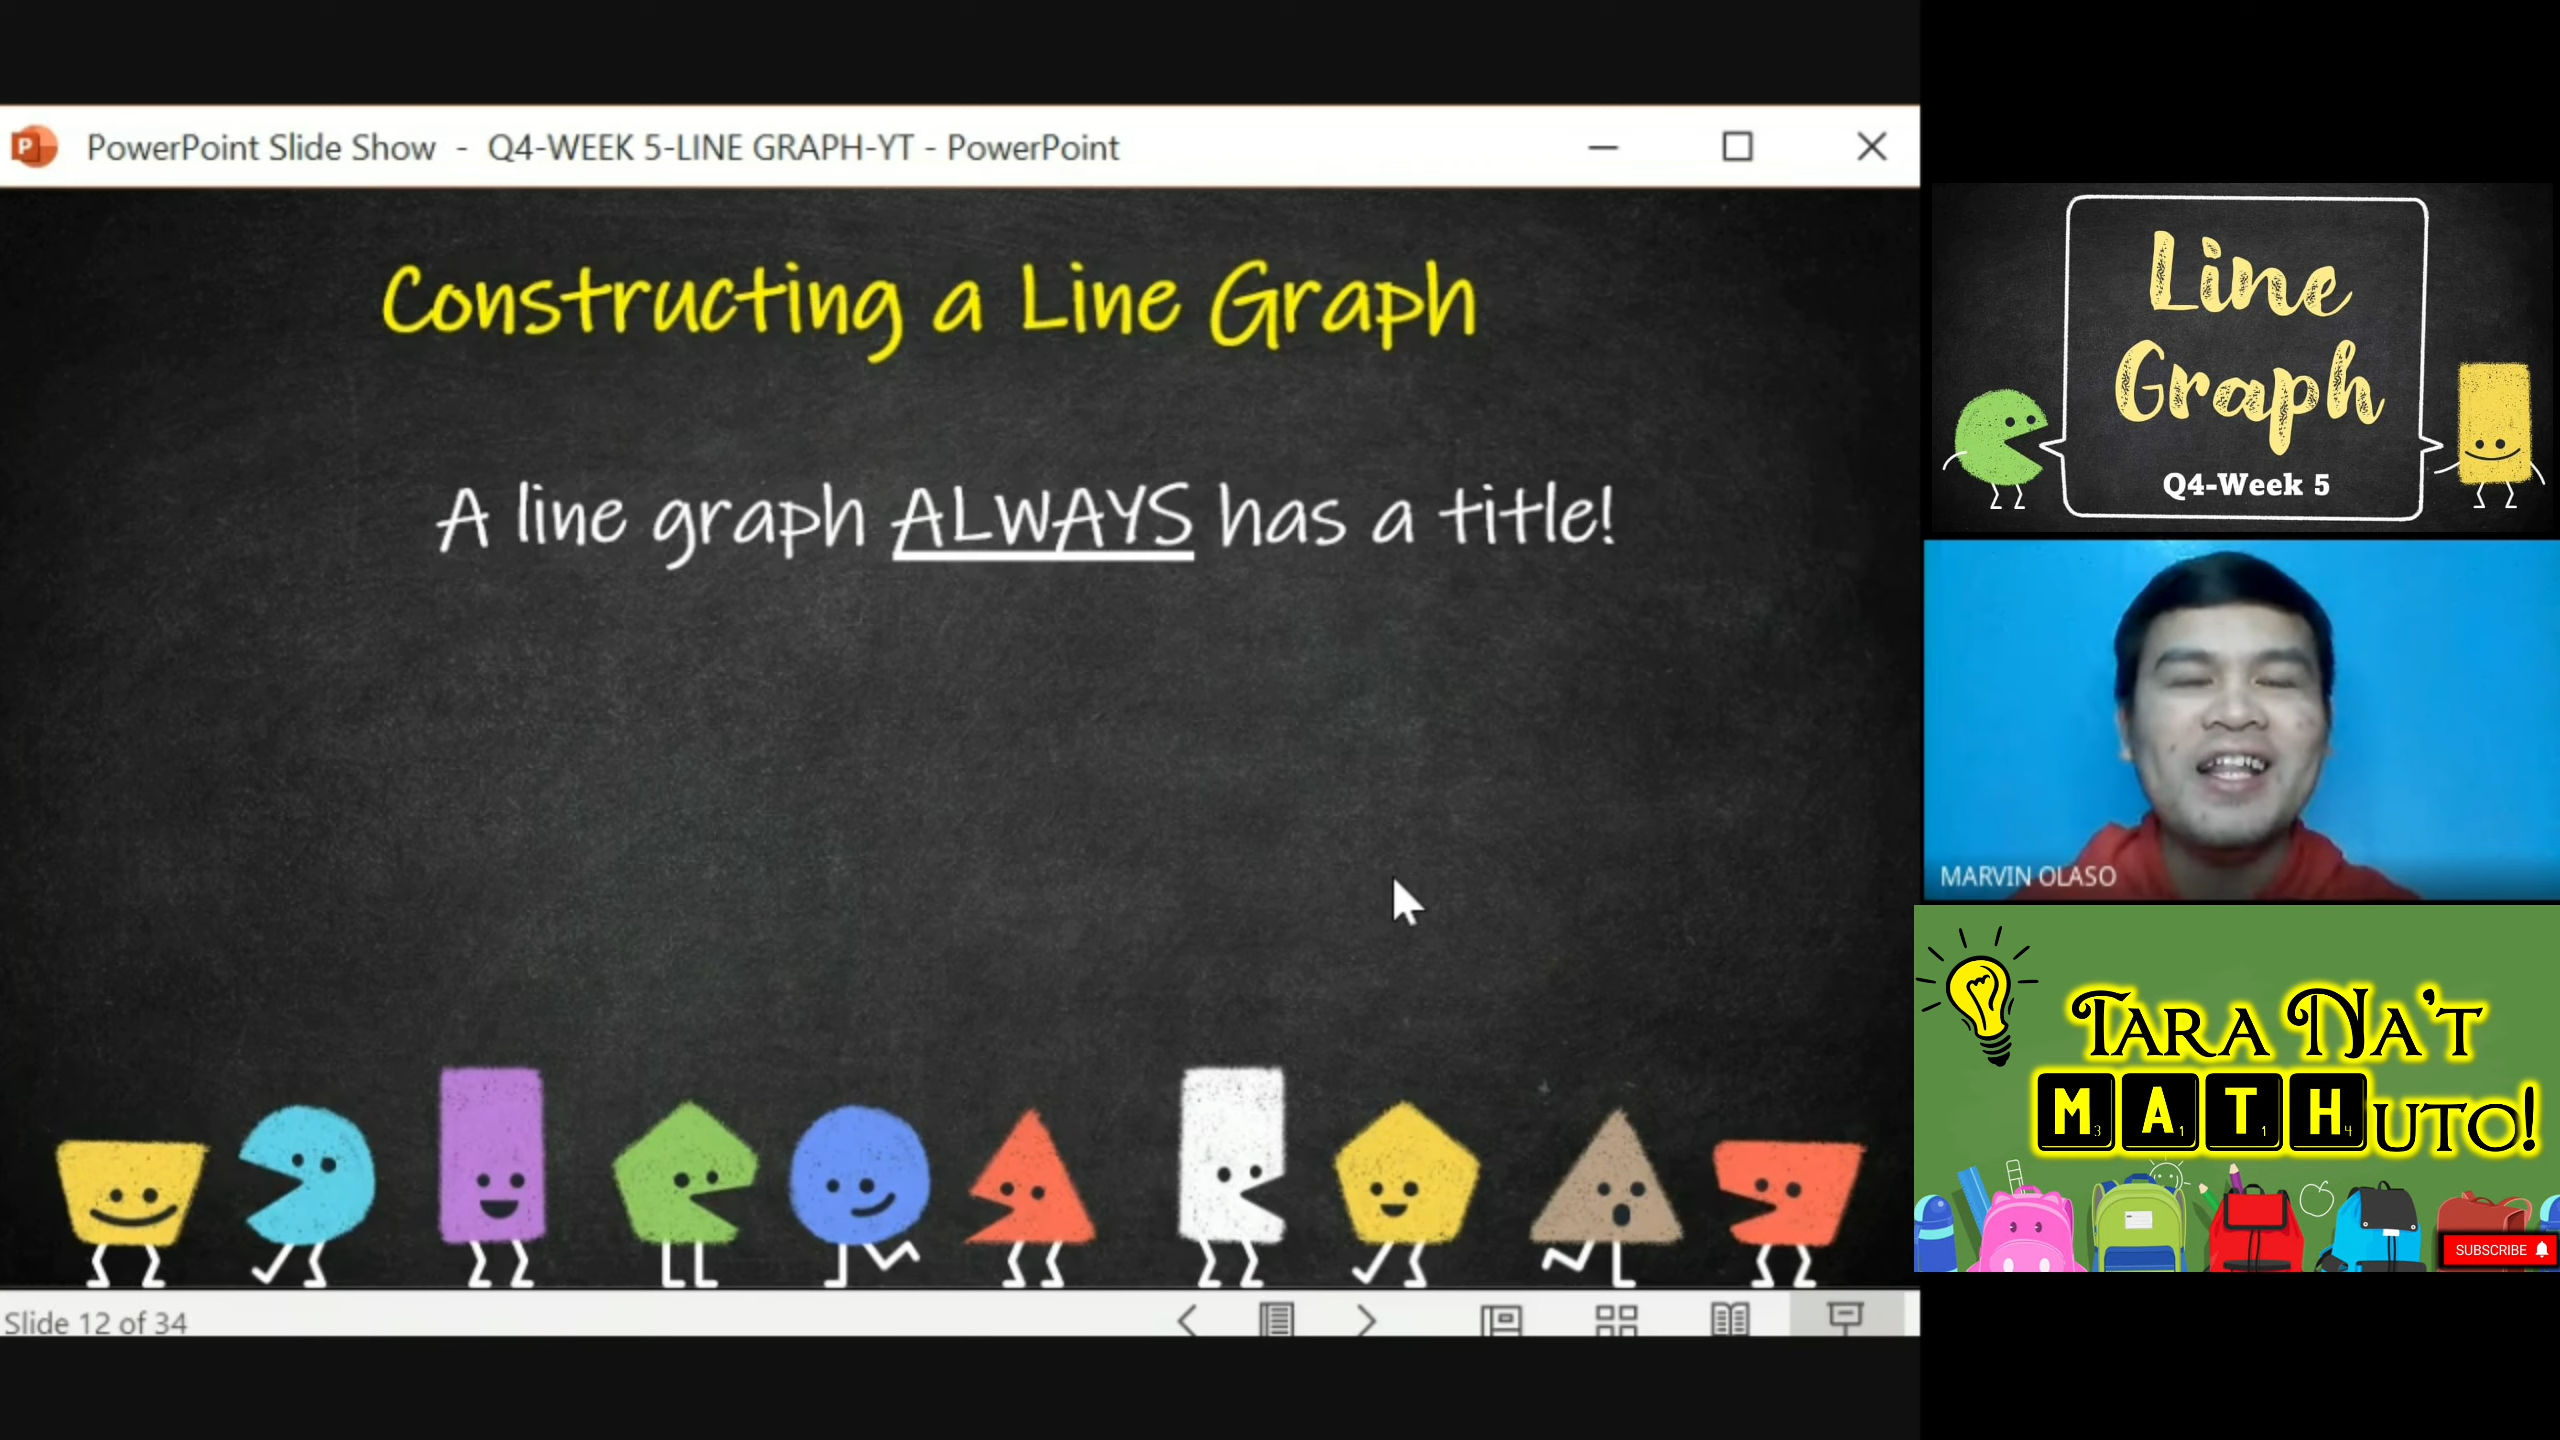 PowerPoint Slide Show - Q4-WEEK 5-LINE GRAPH-YT - PowerPoint
Constructing a Line Graph
A line graph ALWAYS has a title!
Slide 12 of 34
Line
Graph
Q4-Week 5
MARVIN OLASO
TARA NA'T
MATHUTO!
SUBSCRIBE